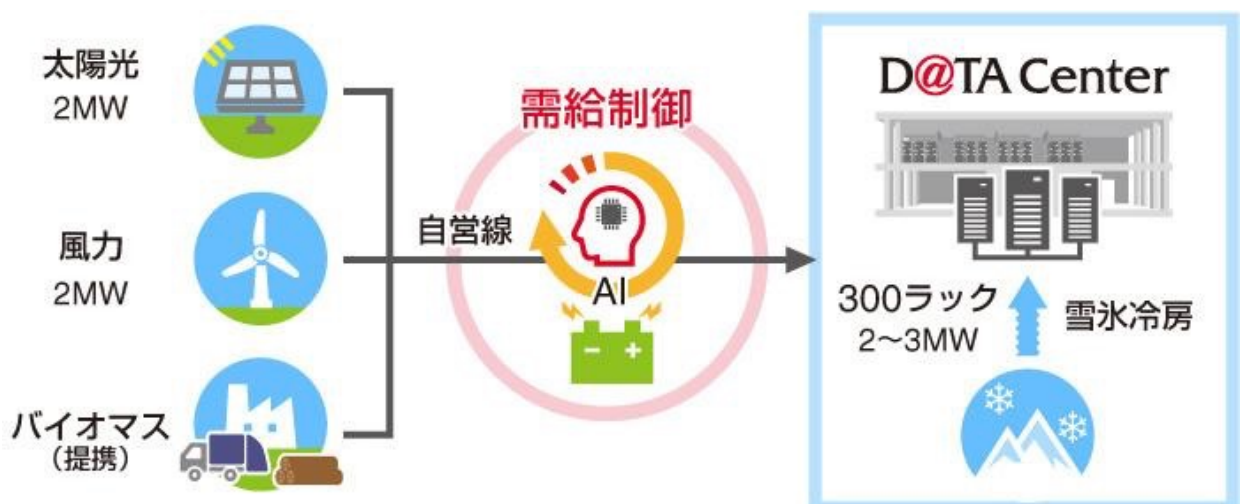 太陽光
2MW
風力
2MW
バイオマス
(提携)
自営線
需給制御
AI
D@TA Center
300ラック
2〜3MW
雪氷冷房